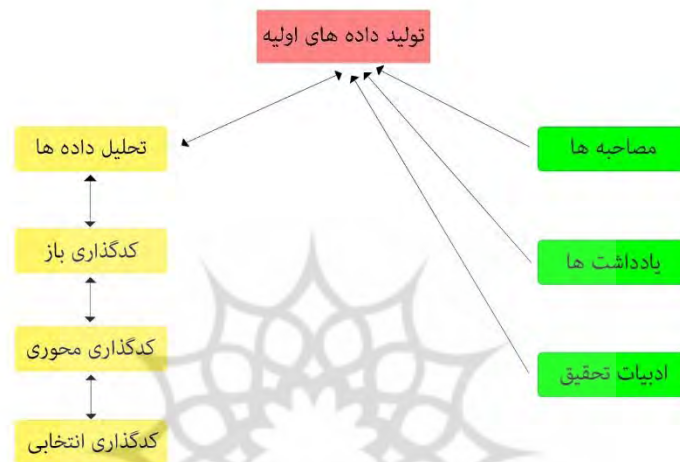 تولید داده های اولیه
مصاحبه ها
تحلیل داده ها
یادداشت ها
کدگذاری باز
ادبیات تحقیق
کدگذاری محوری
کدگذاری انتخابی